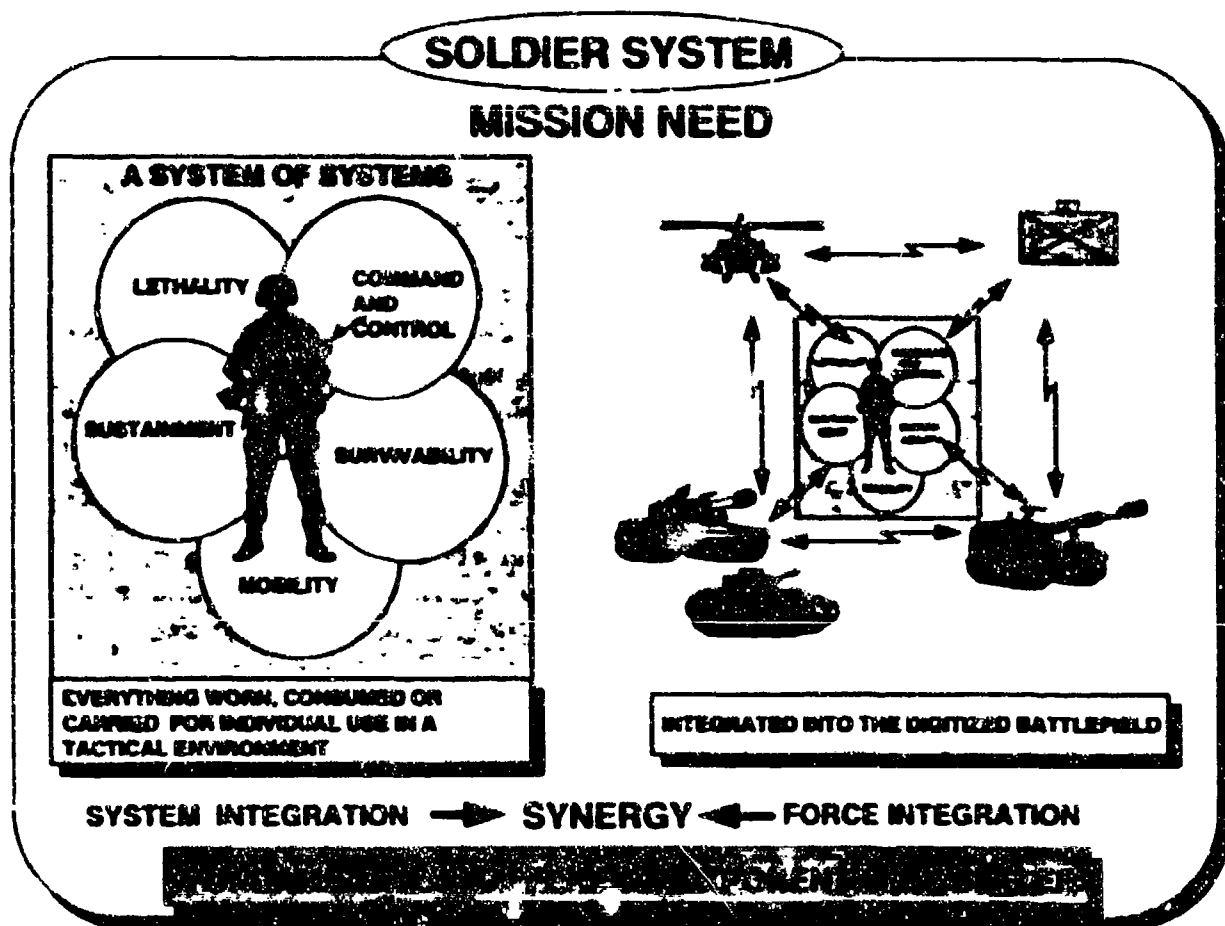 SOLDIER SYSTEM
MISSION NEED
A SYSTEM OF SYSTEMS
LETHALITY
COMMAND
AND
CONTROL
SUSTAINMENT
SURVIVABILITY
MOBILITY
EVERYTHING WORN, CONSUMED OR
CARRIED FOR INDIVIDUAL USE IN A
TACTICAL ENVIRONMENT
INTEGRATED INTO THE DIGITIZED BATTLEFIELD
SYSTEM INTEGRATION SYNERGY FORCE INTEGRATION